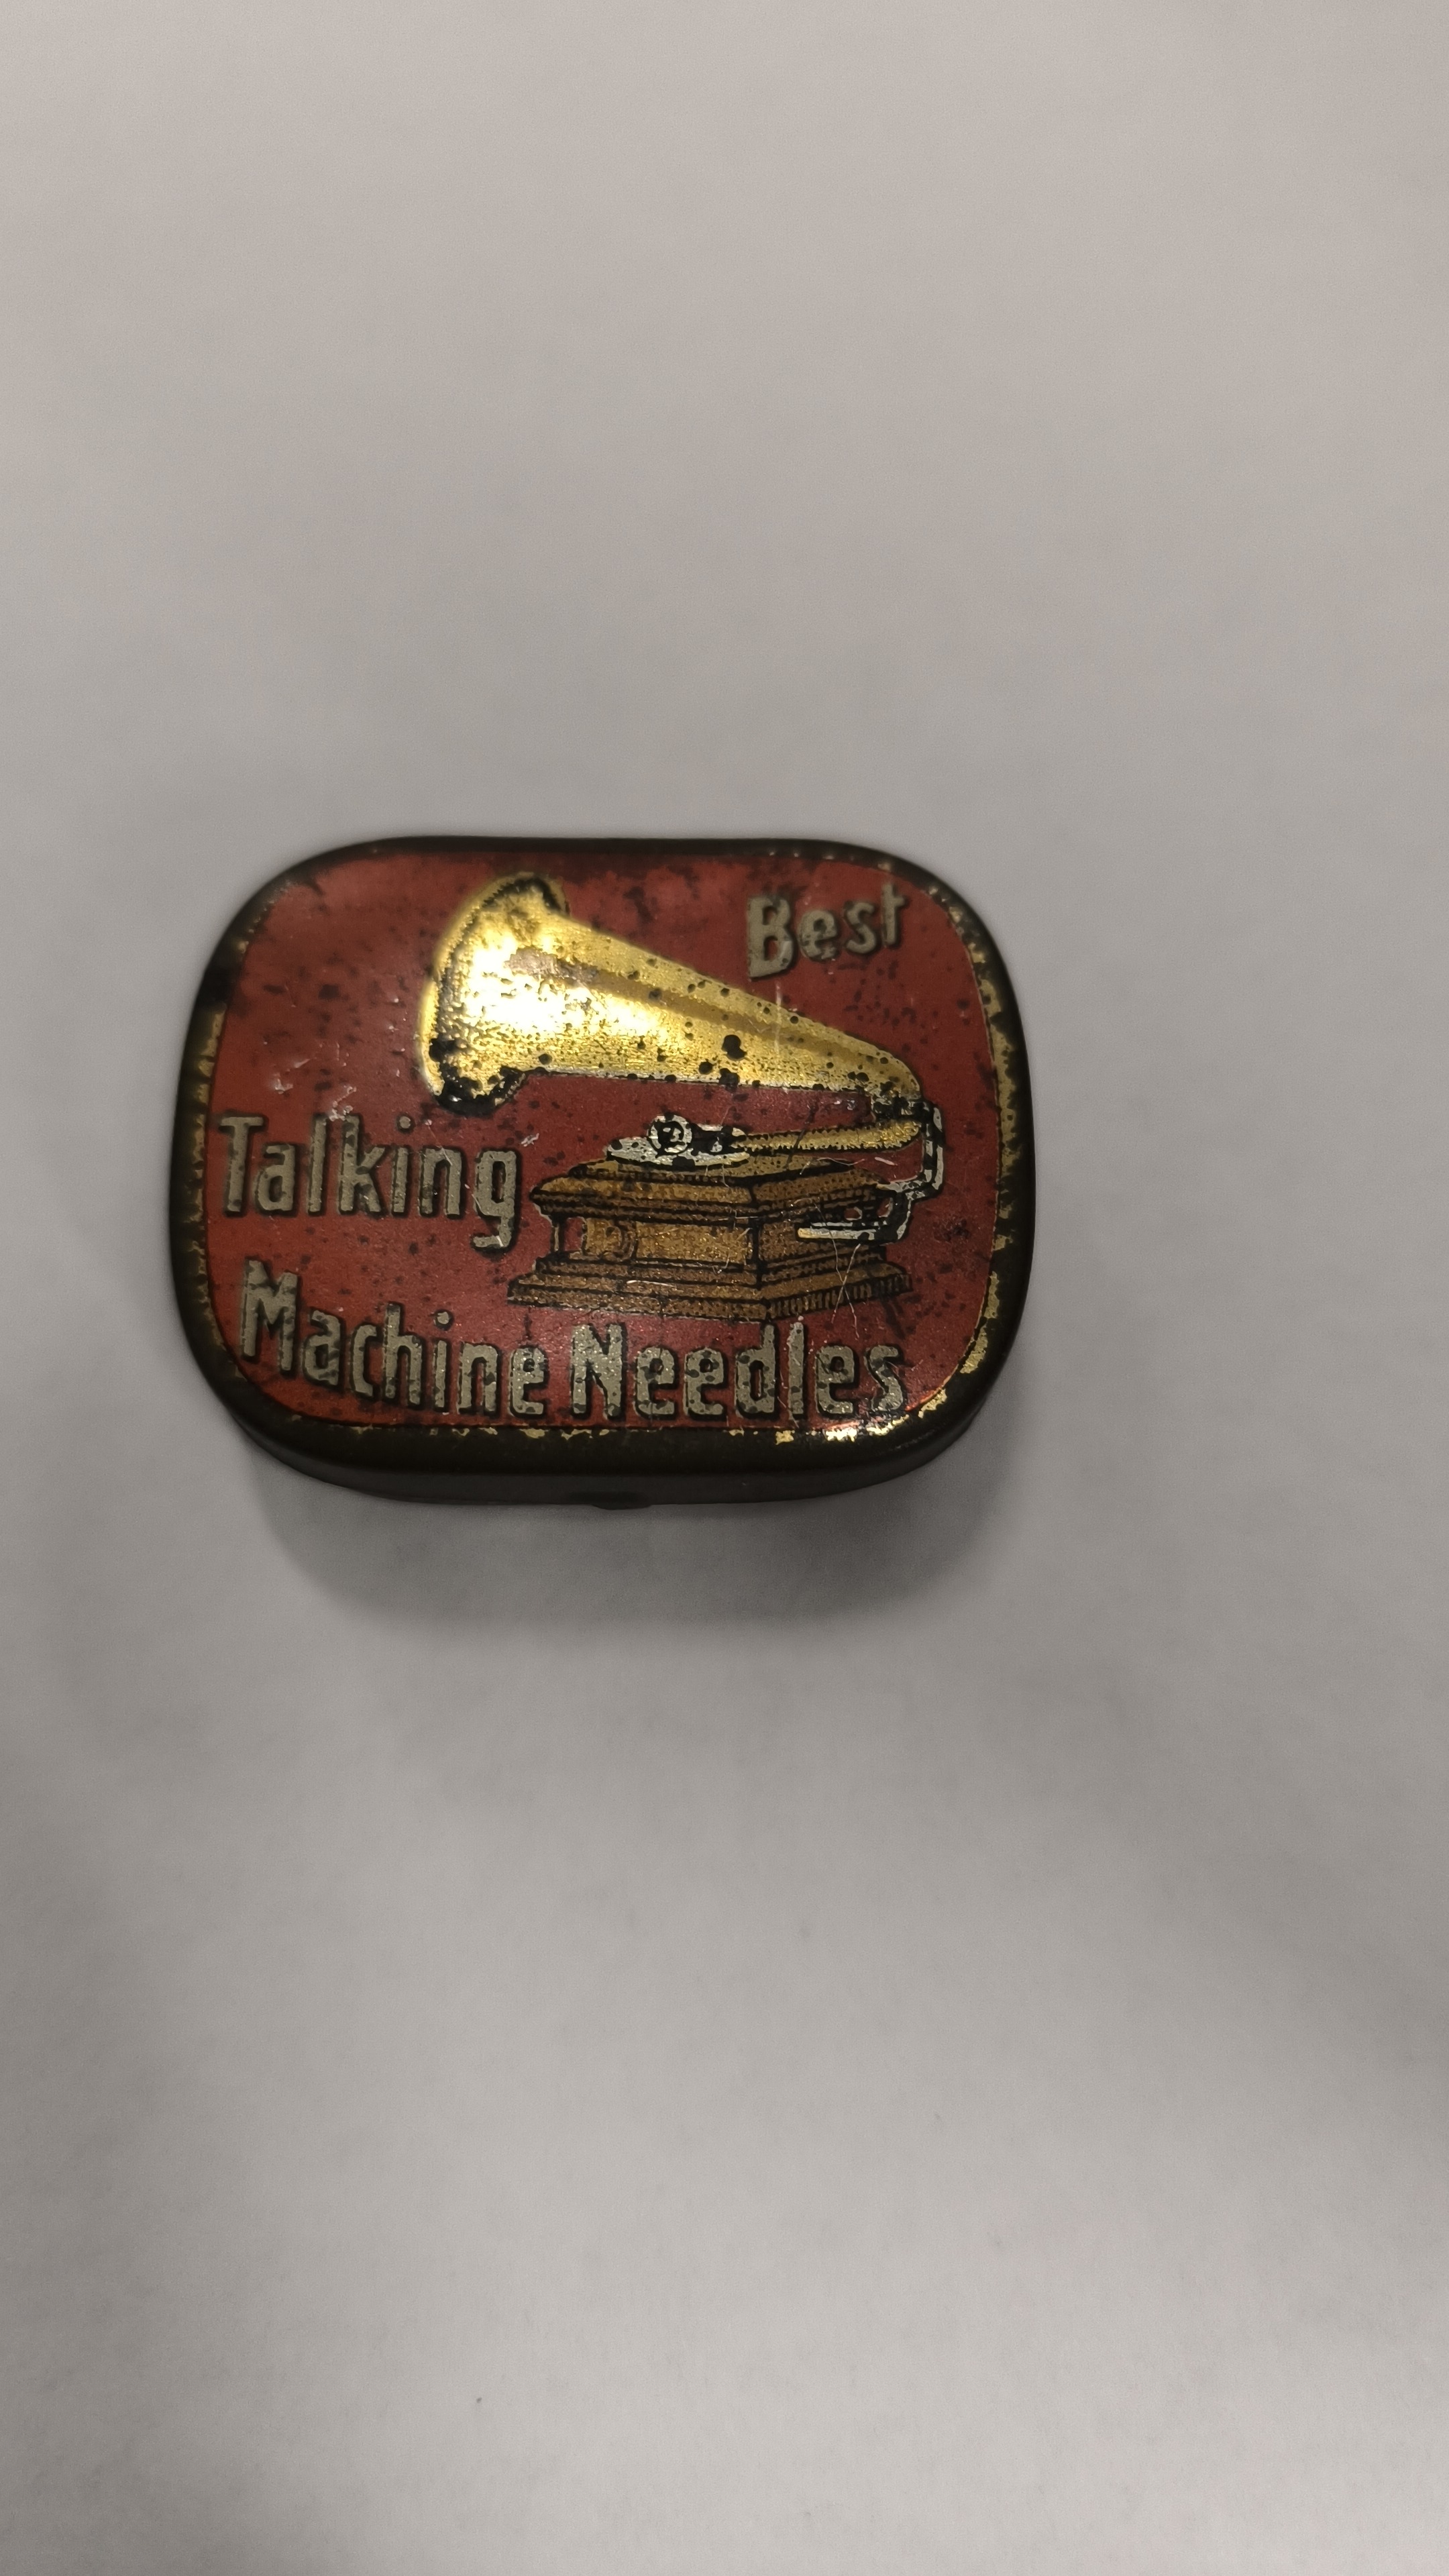 Best
Talking
Machine Needles